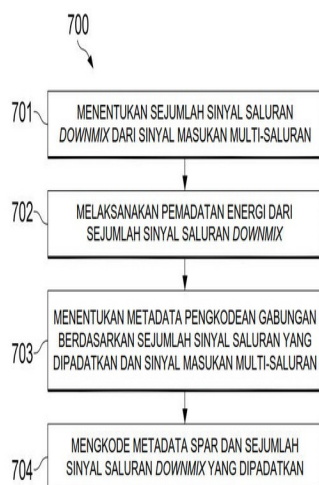 700
701
MENENTUKAN SEJUMLAH SINYAL SALURAN
DOWNMIX DARI SINYAL MASUKAN MULTI-SALURAN
702
MELAKSANAKAN PEMADATAN ENERGI DARI
SEJUMLAH SINYAL SALURAN DOWNMIX
703
MENENTUKAN METADATA PENGKODEAN GABUNGAN
BERDASARKAN SEJUMLAH SINYAL SALURAN YANG
DIPADATKAN DAN SINYAL MASUKAN MULTI-SALURAN
704
MENGKODE METADATA SPAR DAN SEJUMLAH
SINYAL SALURAN DOWNMIX YANG DIPADATKAN